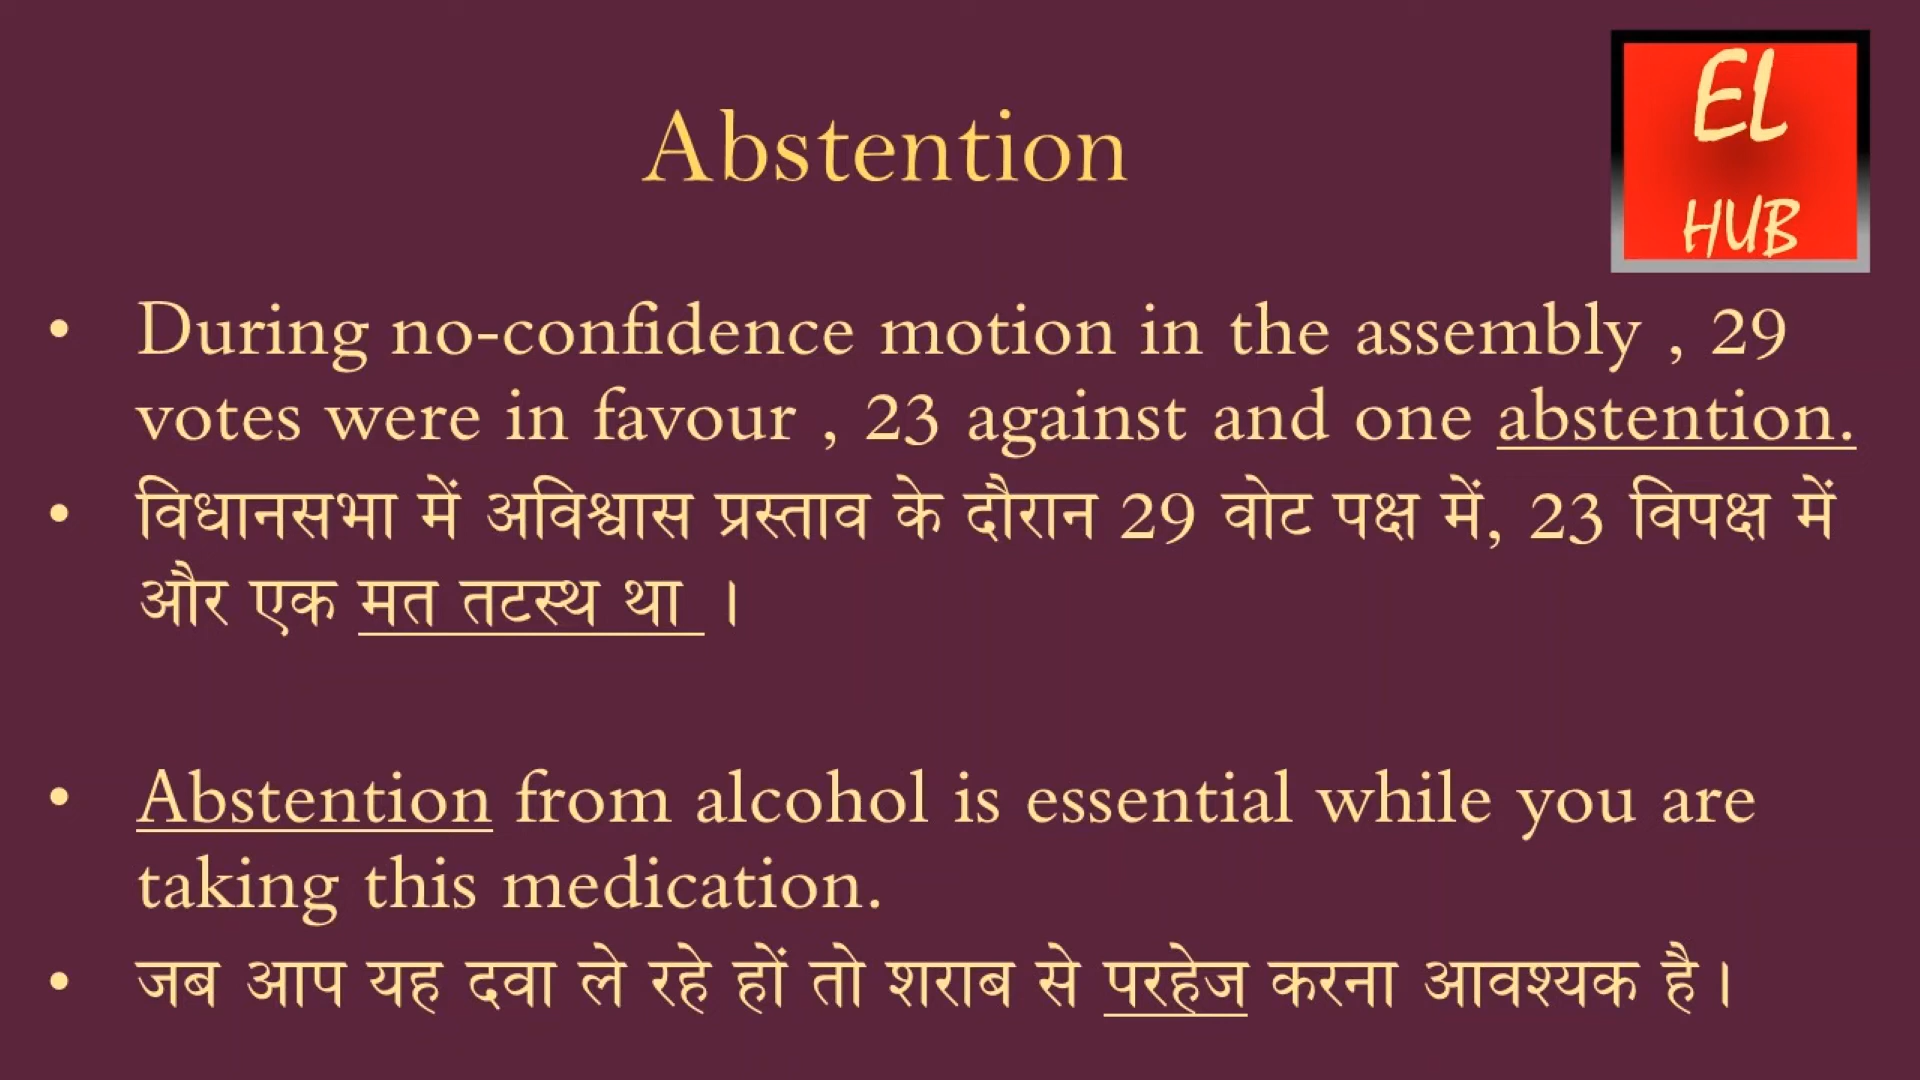 EL
HUB
Abstention
• During no-confidence motion in the assembly , 29
votes were in favour , 23 against and one abstention.
• विधानसभा में अविश्वास प्रस्ताव के दौरान 29 वोट पक्ष में, 23 विपक्ष में
और एक मत तटस्थ था ।
• Abstention from alcohol is essential while you are
taking this medication.
• जब आप यह दवा ले रहे हों तो शराब से परहेज करना आवश्यक है।